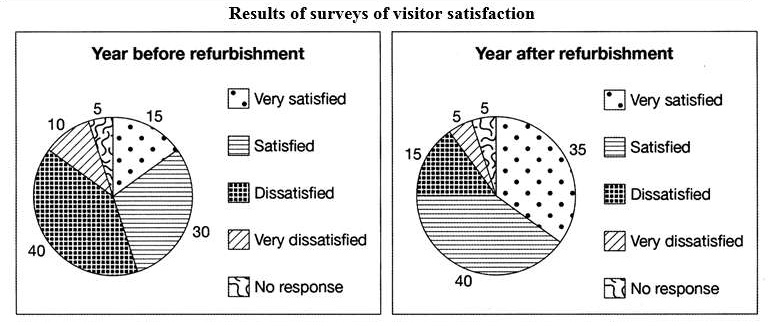 Results of surveys of visitor satisfaction
Year before refurbishment
5
15
10
30
40
Very satisfied
Satisfied
Dissatisfied
Very dissatisfied
No response
Year after refurbishment
5
5
35
15
40
Very satisfied
Satisfied
Dissatisfied
Very dissatisfied
No response